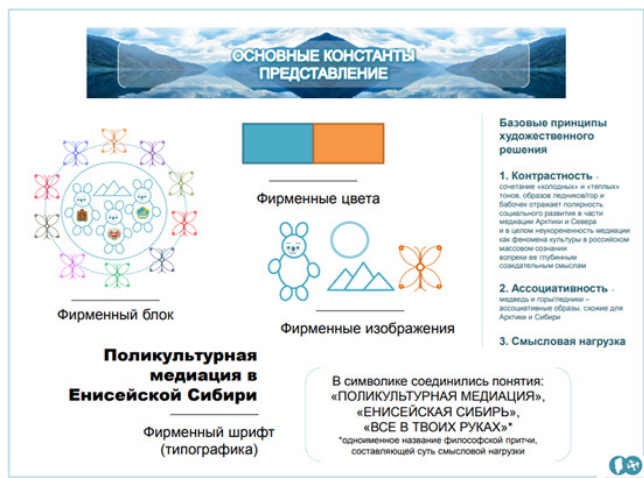 ОСНОВНЫЕ КОНСТАНТЫ
ПРЕДСТАВЛЕНИЕ
Фирменный блок
Фирменные цвета
Фирменные изображения
Поликультурная
медиация в
Енисейской Сибири
Фирменный шрифт
(типографика)
В символике соединились понятия:
«ПОЛИКУЛЬТУРНАЯ МЕДИАЦИЯ»,
«ЕНИСЕЙСКАЯ СИБИРЬ»,
«ВСЕ В ТВОИХ РУКАХ»*
*одноименное название философской притчи,
составляющей суть смысловой нагрузки
Базовые принципы
художественного
решения
1. Контрастность -
сочетание «холодных» и «теплых»
тонов, образов ледников/гор и
бабочек отражает полярность
социального развития в части
медиации Арктики и Севера
и в целом неукорененность медиации
как феномена культуры в российском
массовом сознании
вопреки ее глубинным
созидательным смыслам
2. Ассоциативность -
медведь и горы/ледники –
ассоциативные образы, схожие для
Арктики и Сибири
3. Смысловая нагрузка